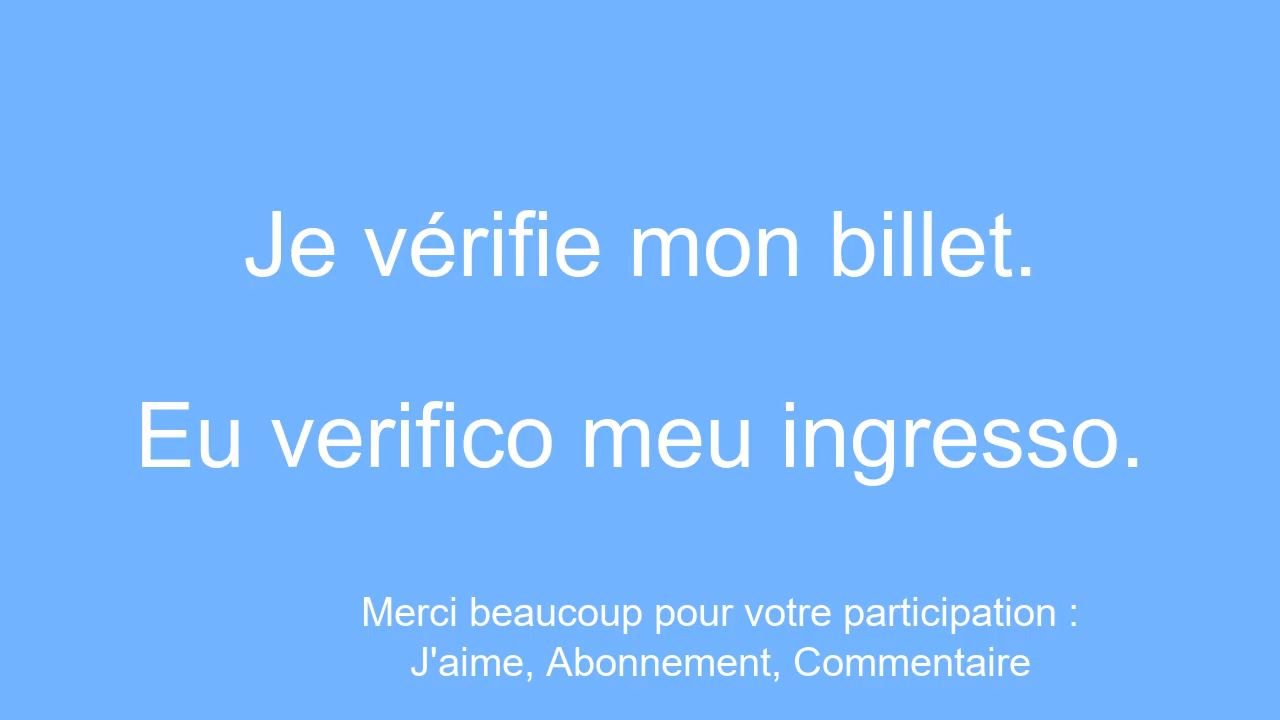 Je vérifie mon billet.
Eu verifico meu ingresso.
Merci beaucoup pour votre participation :
J'aime, Abonnement, Commentaire